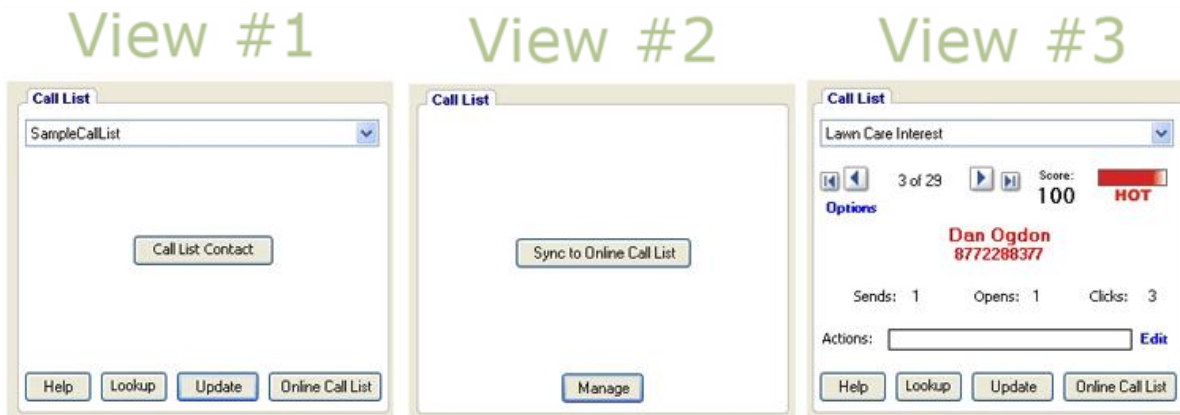 View #1
View #2
View #3
Call List
SampleCallList
Call List Contact
Help Lookup Update Online Call List
Call List
Sync to Online Call List
Manage
Call List
Lawn Care Interest
3 of 29 Score: 100 HOT
Options
Dan Ogdon
8772288377
Sends: 1 Opens: 1 Clicks: 3
Actions: Edit
Help Lookup Update Online Call List